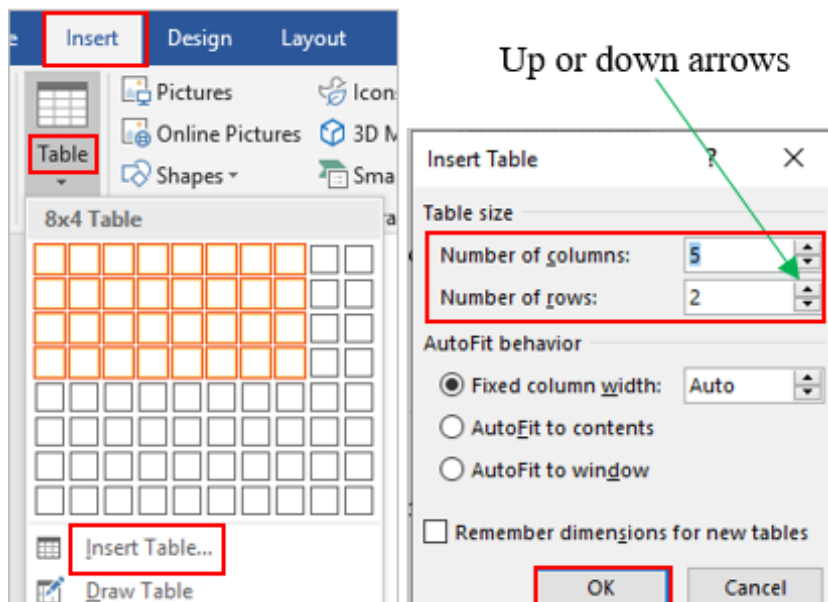 e Insert Design Layout
Pictures Icon
Online Pictures 3D M
Table
Shapes Sma
8x4 Table
Insert Table...
Draw Table
Up or down arrows
Insert Table ? ×
Table size
Number of columns: 5
Number of rows: 2
AutoFit behavior
Fixed column width: Auto
AutoFit to contents
AutoFit to window
Remember dimensions for new tables
OK Cancel